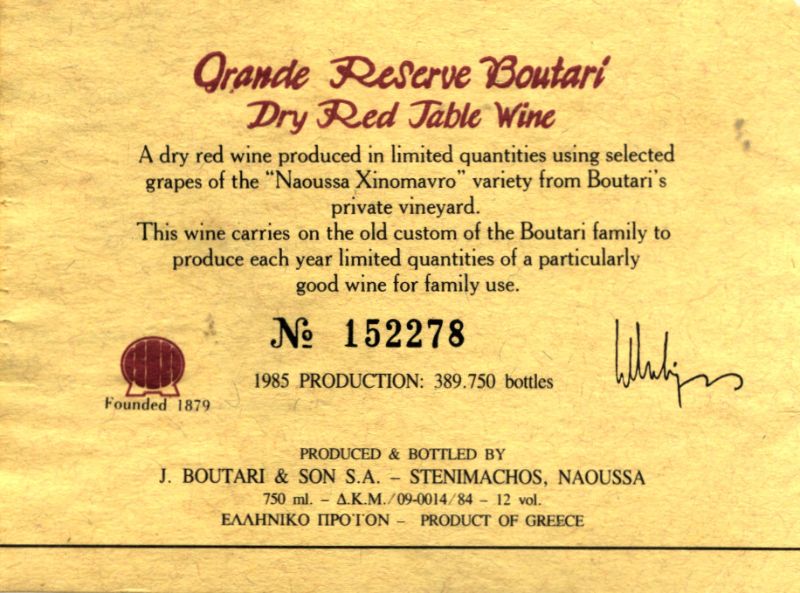 Grande Reserve Boutari
Dry Red Table Wine
A dry red wine produced in limited quantities using selected
grapes of the “Naoussa Xinomavro” variety from Boutari's
private vineyard.
This wine carries on the old custom of the Boutari family to
produce each year limited quantities of a particularly
good wine for family use.
№ 152278
1985 PRODUCTION: 389.750 bottles
Founded 1879
PRODUCED & BOTTLED BY
J. BOUTARI & SON S.A. – STENIMACHOS, NAOUSSA
750 ml. – Δ.Κ.Μ./09-0014/84 – 12 vol.
ΕΛΛΗΝΙΚΟ ΠΡΟΪΟΝ – PRODUCT OF GREECE